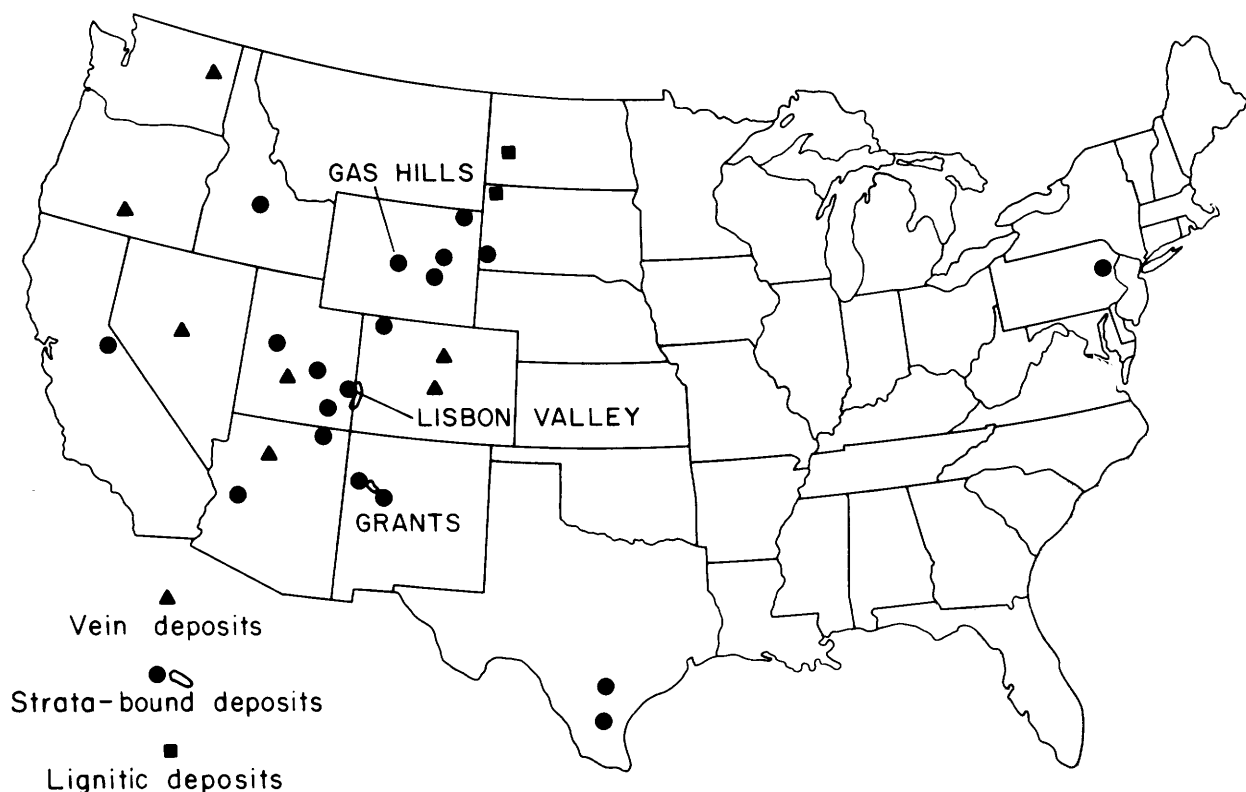 GAS HILLS
LISBON VALLEY
GRANTS
Vein deposits
Strata-bound deposits
Lignitic deposits